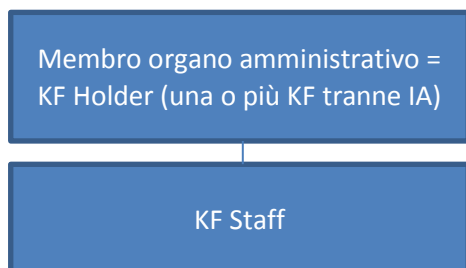 Membro organo amministrativo =
KF Holder (una o più KF tranne IA)
KF Staff